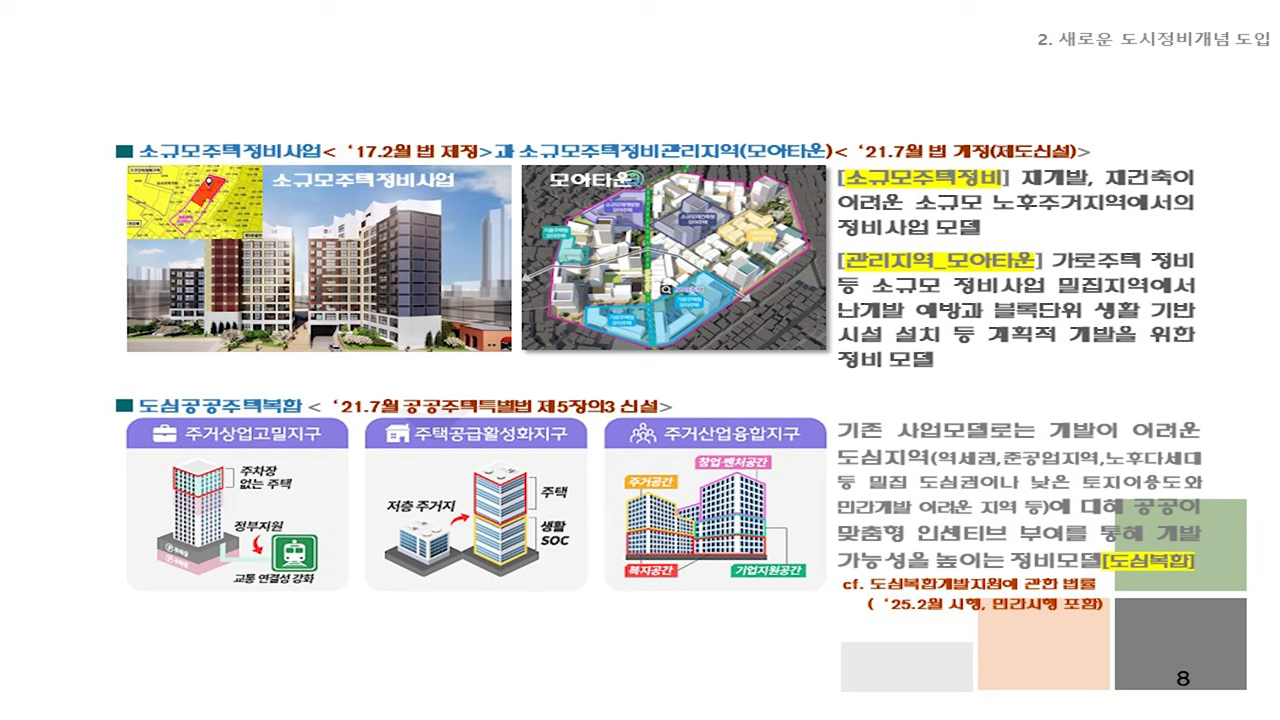 2. 새로운 도시정비개념 도입
■ 소규모주택정비사업< ‘17.2월 법 제정>과 소규모주택정비관리지역(모아타운)< ‘21.7월 법 개정(제도신설)>
소규모주택정비사업
모아타운
[소규모주택정비] 재개발, 재건축이
어려운 소규모 노후주거지역에서의
정비사업 모델
[관리지역_모아타운] 가로주택 정비
등 소규모 정비사업 밀집지역에서
난개발 예방과 블록단위 생활 기반
시설 설치 등 계획적 개발을 위한
정비 모델
■ 도심공공주택복합 < ‘21.7월 공공주택특별법 제5장의3 신설>
주거상업고밀지구
주차장
없는 주택
정부지원
교통 연결성 강화
주택공급활성화지구
저층 주거지
주택
생활
SOC
주거산업융합지구
창업·벤처공간
주거공간
복지공간
기업지원공간
기존 사업모델로는 개발이 어려운
도심지역(역세권,준공업지역,노후다세대
등 밀집 도심권이나 낮은 토지이용도와
민간개발 어려운 지역 등)에 대해 공공이
맞춤형 인센티브 부여를 통해 개발
가능성을 높이는 정비모델[도심복합]
cf. 도심복합개발지원에 관한 법률
( ‘25.2월 시행, 민간시행 포함)
8